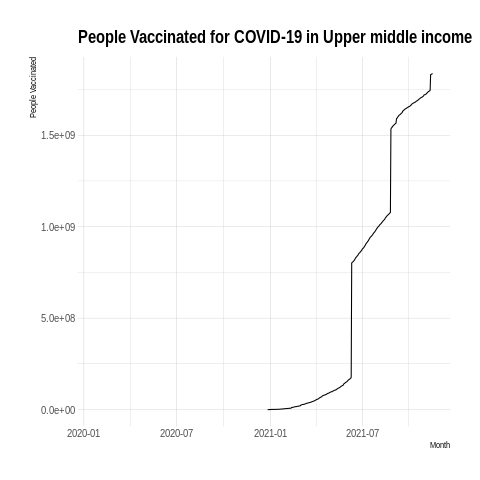 People Vaccinated for COVID-19 in Upper middle income
People Vaccinated
1.5e+09
1.0e+09
5.0e+08
0.0e+00
2020-01 2020-07 2021-01 2021-07
Month